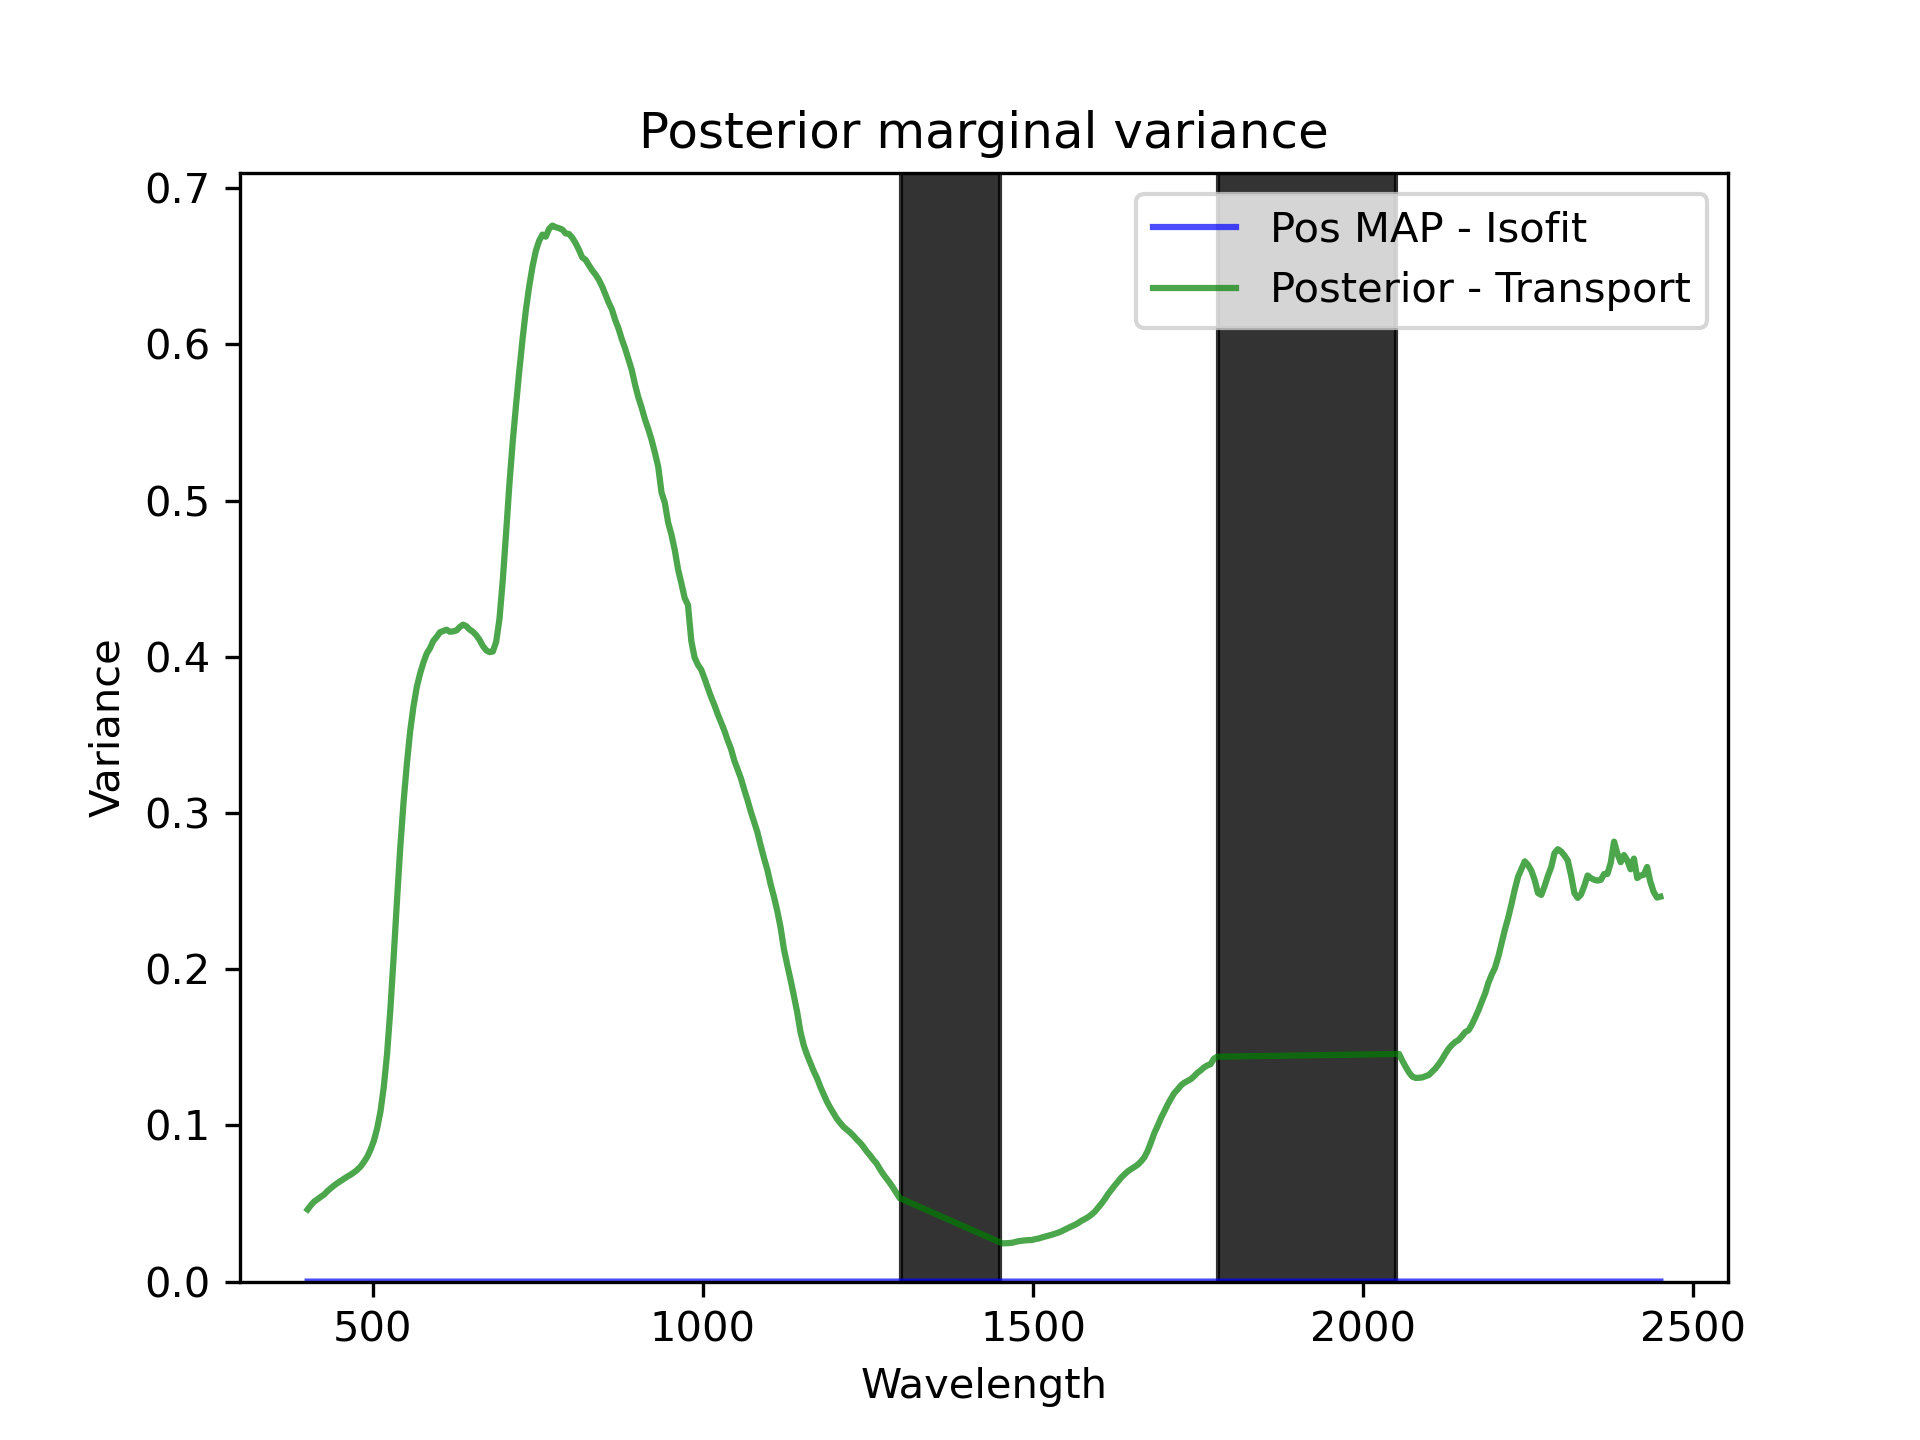 Posterior marginal variance
Pos MAP - Isofit
Posterior - Transport
0.7
0.6
0.5
0.4
0.3
0.2
0.1
0.0
Variance
500 1000 1500 2000 2500
Wavelength